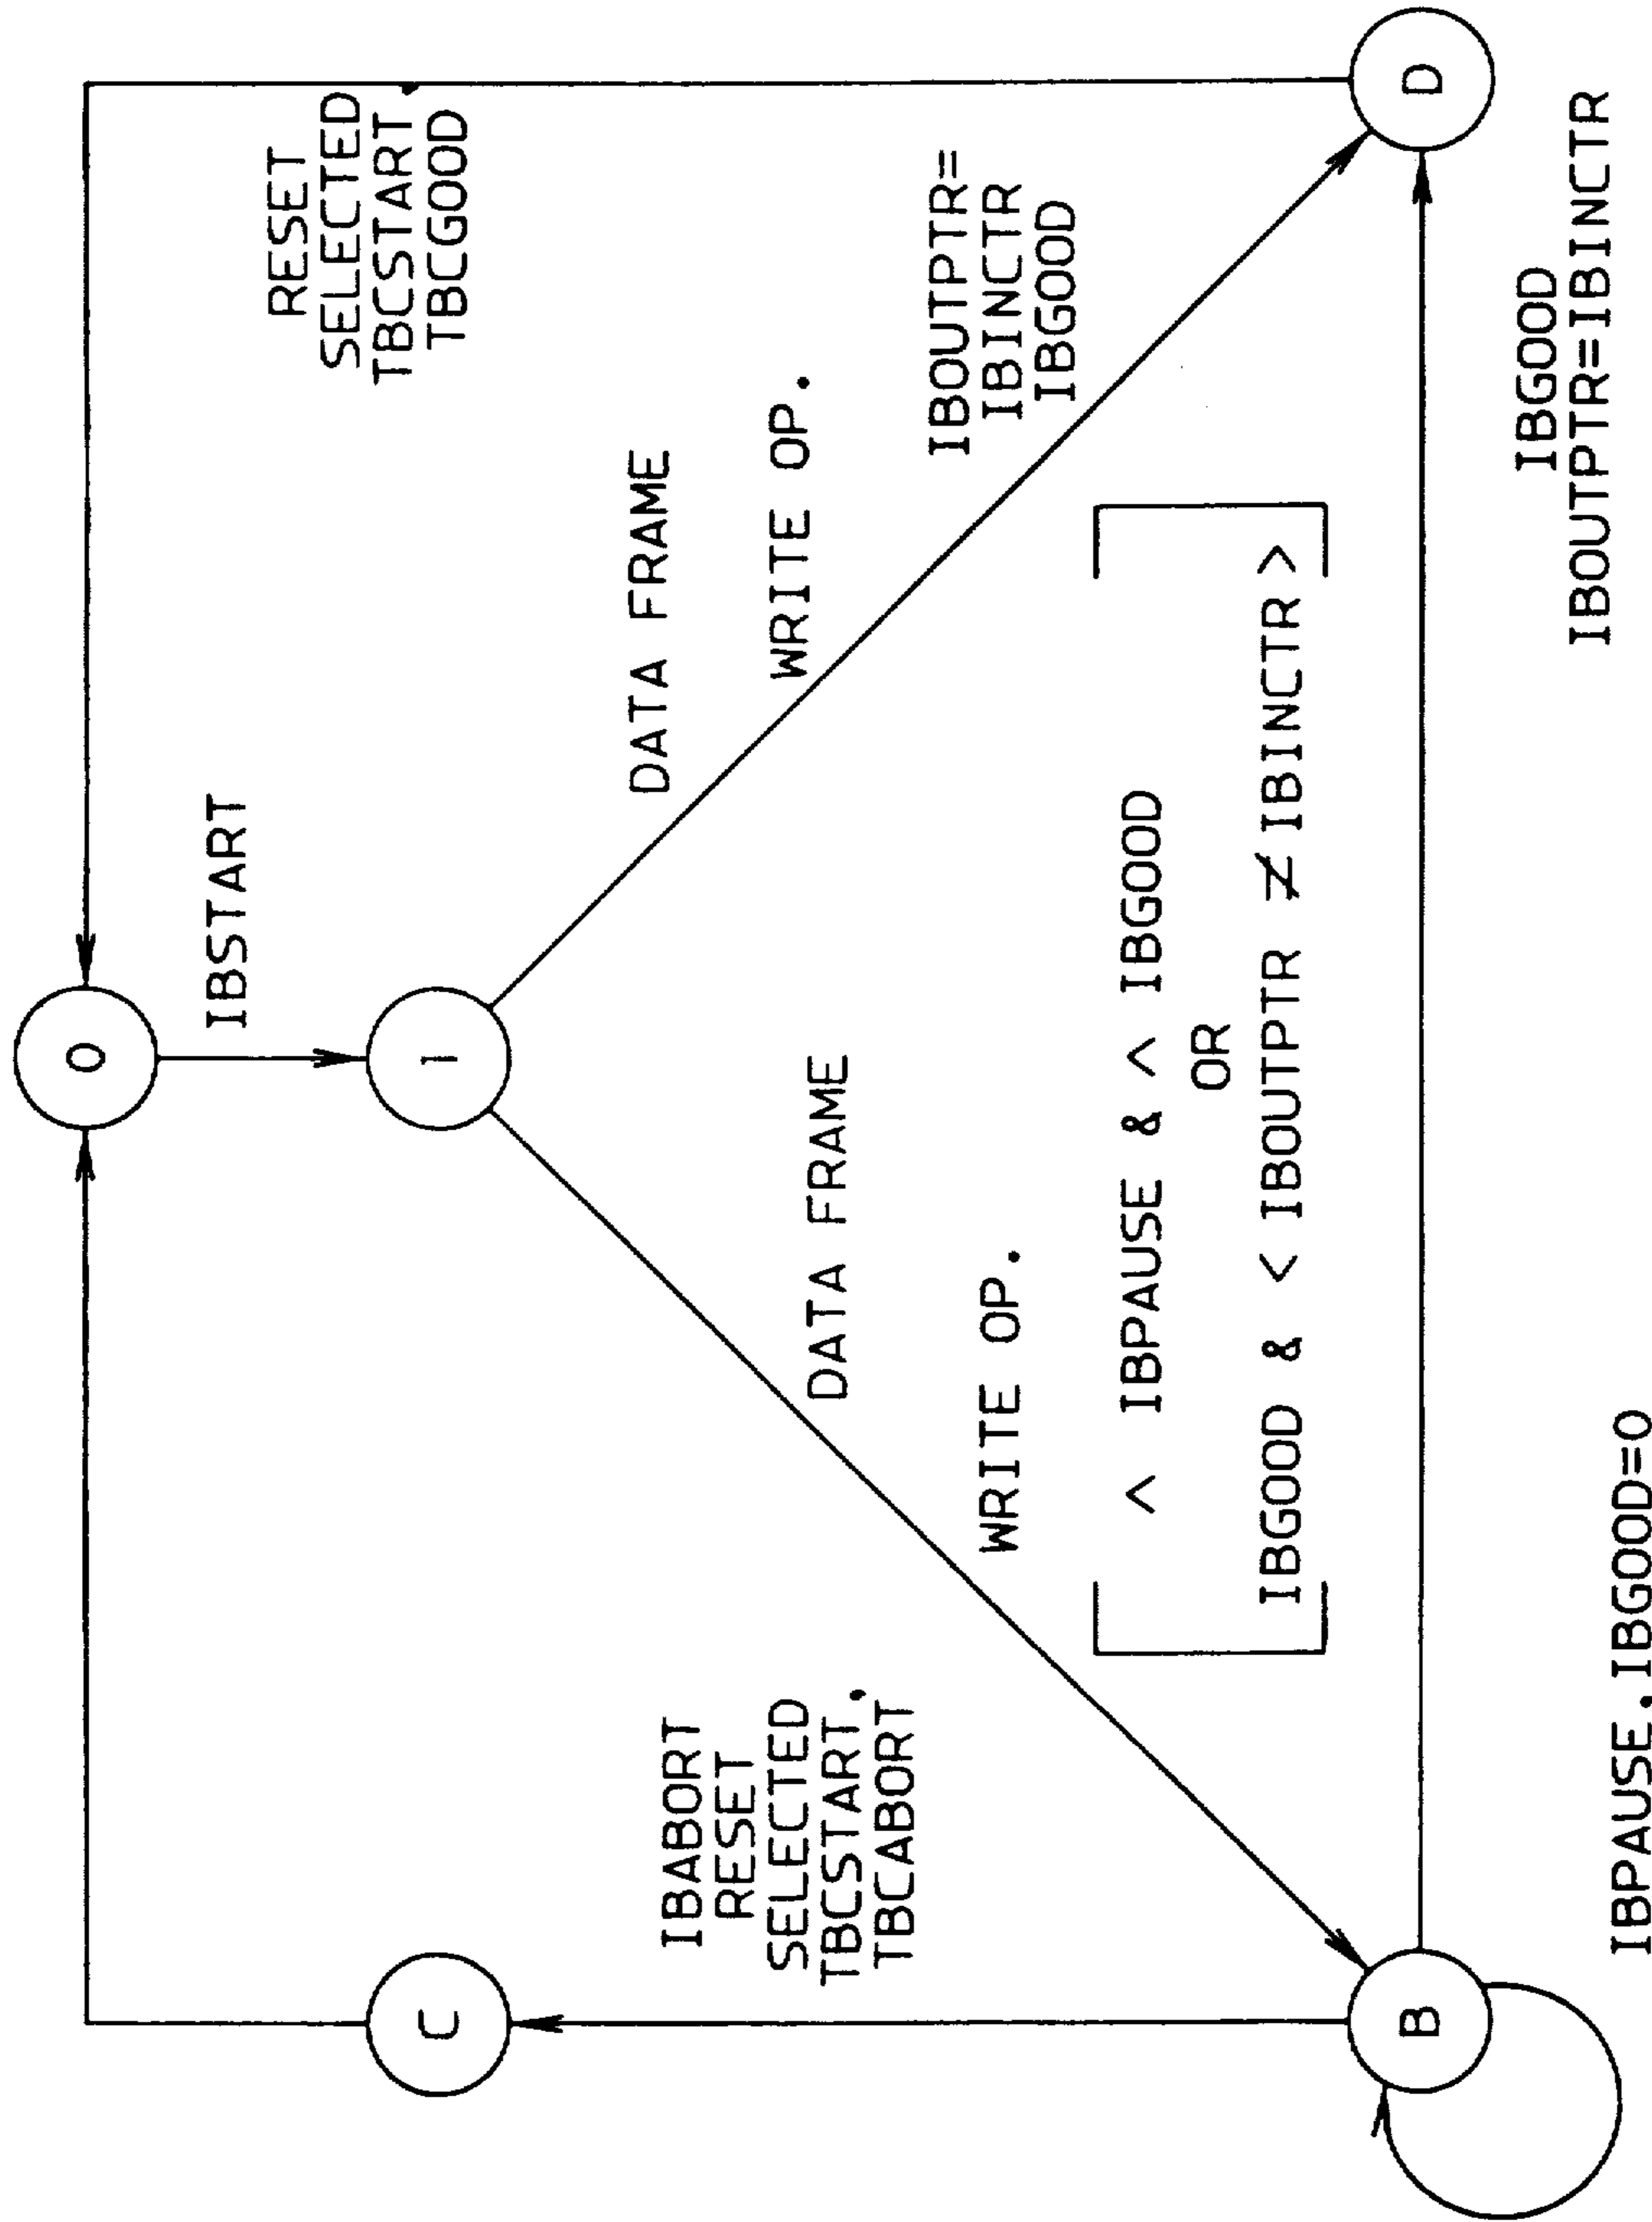 0
IBSTART
RESET
SELECTED
TBCSTART,
TBCGOOD
C
1
IBABORT
RESET
SELECTED
TBCSTART,
TBCABORT
DATA FRAME
WRITE OP.
DATA FRAME
WRITE OP.
IBOUTPTR=
IBINCTR
IBGOOD
^ IBPAUSE & ^ IBGOOD
OR
IBGOOD & < IBOUTPTR ≠ IBINCTR>
B
D
IBGOOD
IBOUTPTR=IBINCTR
IBPAUSE, IBGOOD=0